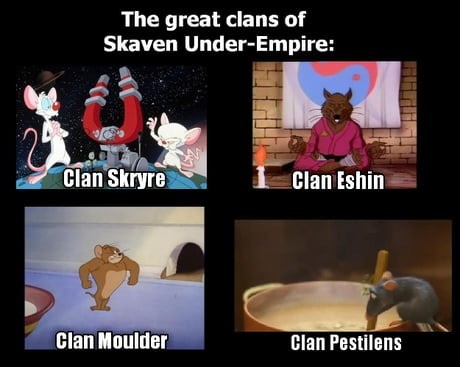 The great clans of
Skaven Under-Empire:
Clan Skryre
Clan Eshin
Clan Moulder
Clan Pestilens